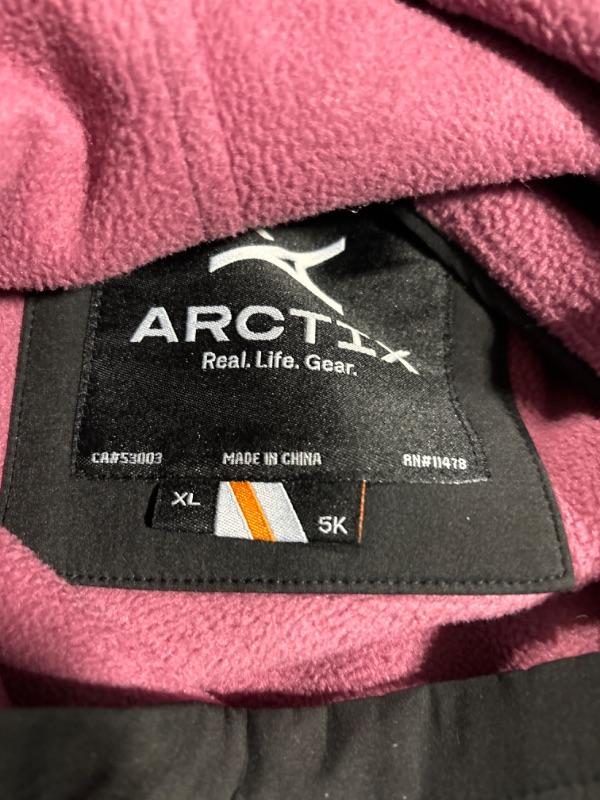 ARCTIX
Real. Life. Gear.
CA#53003 MADE IN CHINA RN#11478
XL
5K